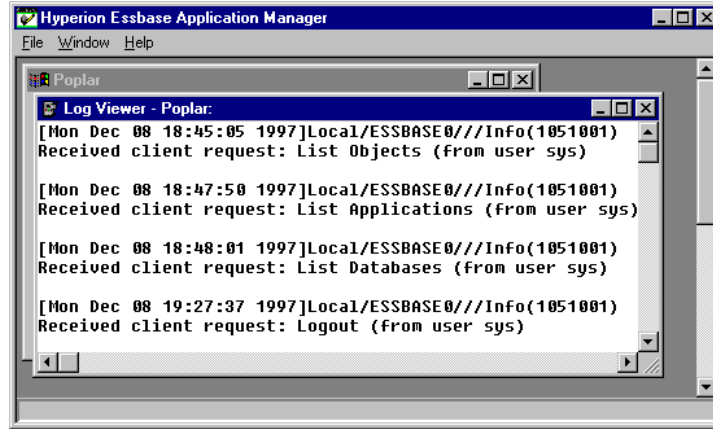 Hyperion Essbase Application Manager
File Window Help
Poplar
Log Viewer - Poplar:
[Mon Dec 08 18:45:05 1997]Local/ESSBASE0///Info(1051001)
Received client request: List Objects (from user sys)
[Mon Dec 08 18:47:50 1997]Local/ESSBASE0///Info(1051001)
Received client request: List Applications (from user sys)
[Mon Dec 08 18:48:01 1997]Local/ESSBASE0///Info(1051001)
Received client request: List Databases (from user sys)
[Mon Dec 08 19:27:37 1997]Local/ESSBASE0///Info(1051001)
Received client request: Logout (from user sys)